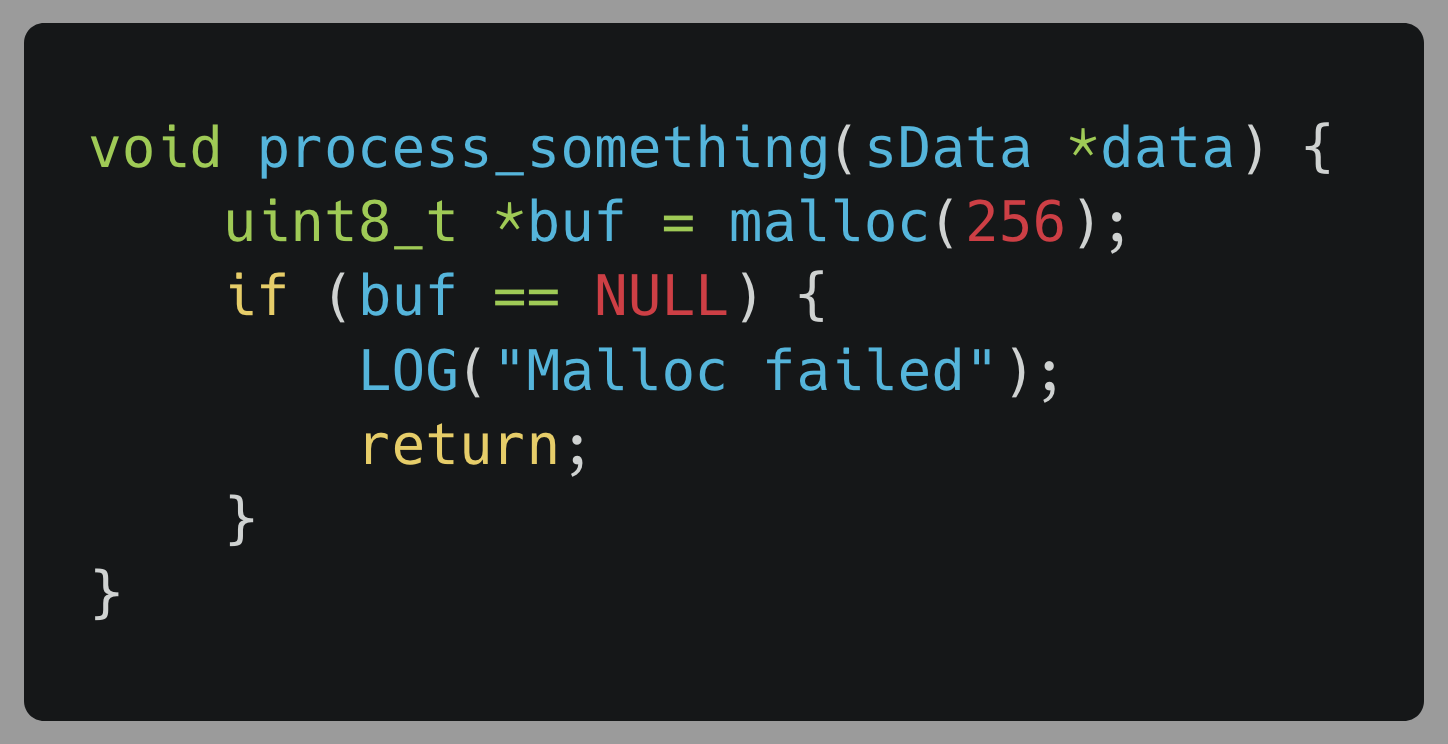 void process_something(sData *data) {
    uint8_t *buf = malloc(256);
    if (buf == NULL) {
        LOG("Malloc failed");
        return;
    }
}